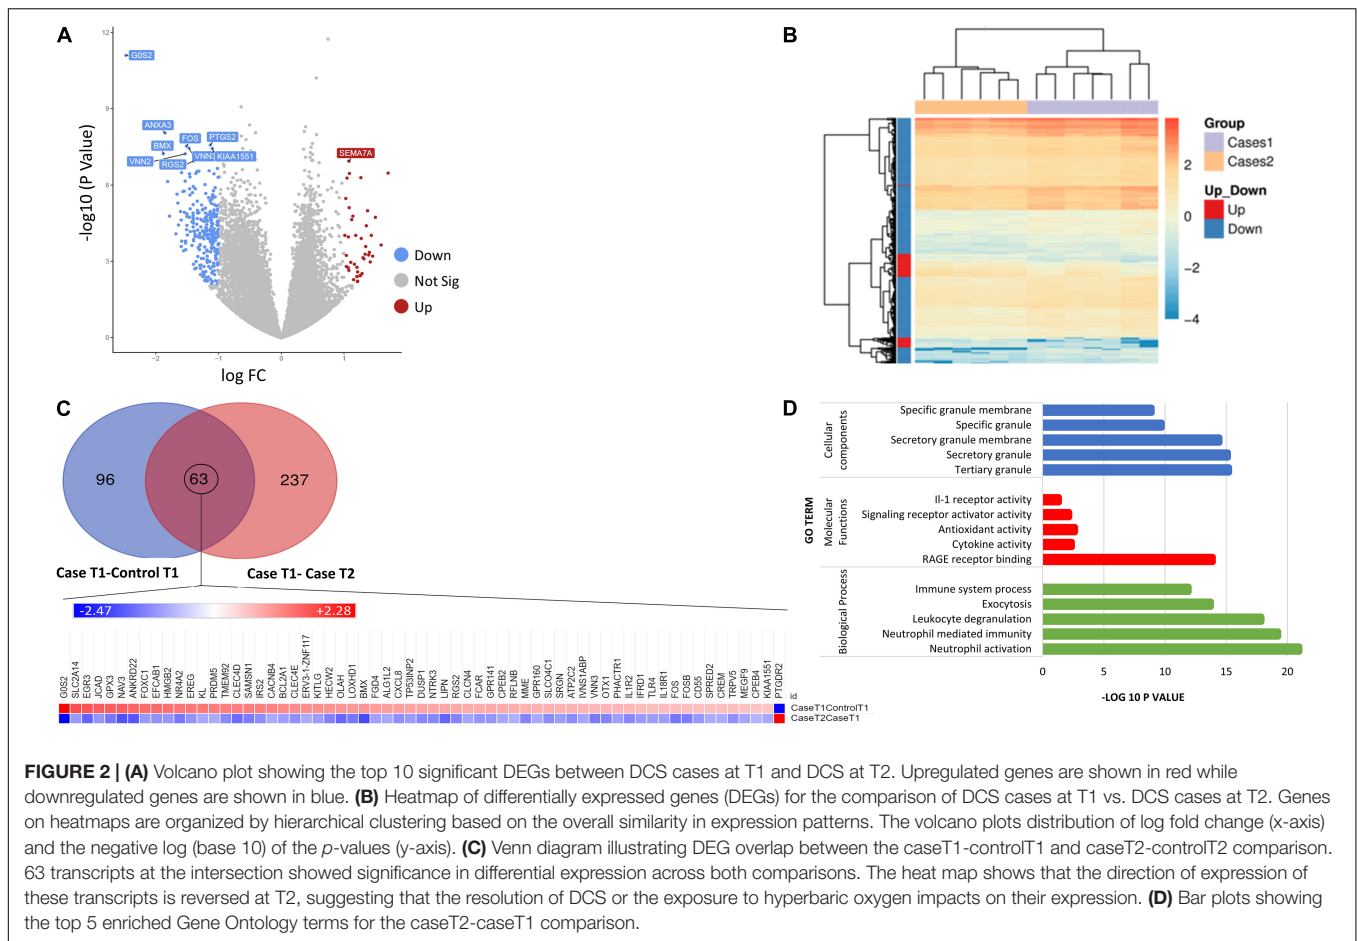 A
-log10 (P Value)
12
9
6
3
0
G0S2
ANXA3
FOS
PTGS2
BMX
VNN2
RGS2
VNN3
KIAA1551
SEMA7A
Down
Not Sig
Up
-2
-1
0
1
log FC
B
Group
Cases1
Cases2
Up_Down
Up
Down
2
0
-2
-4
C
96
63
237
Case T1-Control T1
Case T1- Case T2
-2.47
+2.28
G0S2
SLC2A14
EGR3
JCAD
GPX3
NAV3
ANKRD22
FOXC1
EFCAB1
HMGB2
NR4A2
EREG
KL
PRDM5
TMEM92
CLEC4D
SAMSN1
IRS2
CACNB4
BCL2A1
CLEC4E
ERV3-1-ZNF117
KITLG
HECW2
OLAH
LOXHD1
BMX
FGD4
ALG1L2
CXCL8
TP53INP2
DUSP1
NTRK3
LIPN
RGS2
CLCN4
FCAR
GPR141
CPEB2
RFLNB
MME
GPR160
SLCO4C1
SRGN
ATP2C2
IVNS1ABP
VNN3
OTX1
PHACTR1
IL1R2
IFRD1
TLR4
IL18R1
FOS
FOSB
CD55
SPRED2
CREM
TRPV5
MEGF9
CPEB4
KIAA1551
PTGDR2
id
CaseT1ControlT1
CaseT2CaseT1
D
GO TERM
Cellular
components
Specific granule membrane
Specific granule
Secretory granule membrane
Secretory granule
Tertiary granule
Molecular
Functions
Il-1 receptor activity
Signaling receptor activator activity
Antioxidant activity
Cytokine activity
RAGE receptor binding
Biological Process
Immune system process
Exocytosis
Leukocyte degranulation
Neutrophil mediated immunity
Neutrophil activation
0
5
10
15
20
-LOG 10 P VALUE
FIGURE 2 | (A) Volcano plot showing the top 10 significant DEGs between DCS cases at T1 and DCS at T2. Upregulated genes are shown in red while
downregulated genes are shown in blue. (B) Heatmap of differentially expressed genes (DEGs) for the comparison of DCS cases at T1 vs. DCS cases at T2. Genes
on heatmaps are organized by hierarchical clustering based on the overall similarity in expression patterns. The volcano plots distribution of log fold change (x-axis)
and the negative log (base 10) of the p-values (y-axis). (C) Venn diagram illustrating DEG overlap between the caseT1-controlT1 and caseT2-controlT2 comparison.
63 transcripts at the intersection showed significance in differential expression across both comparisons. The heat map shows that the direction of expression of
these transcripts is reversed at T2, suggesting that the resolution of DCS or the exposure to hyperbaric oxygen impacts on their expression. (D) Bar plots showing
the top 5 enriched Gene Ontology terms for the caseT2-caseT1 comparison.